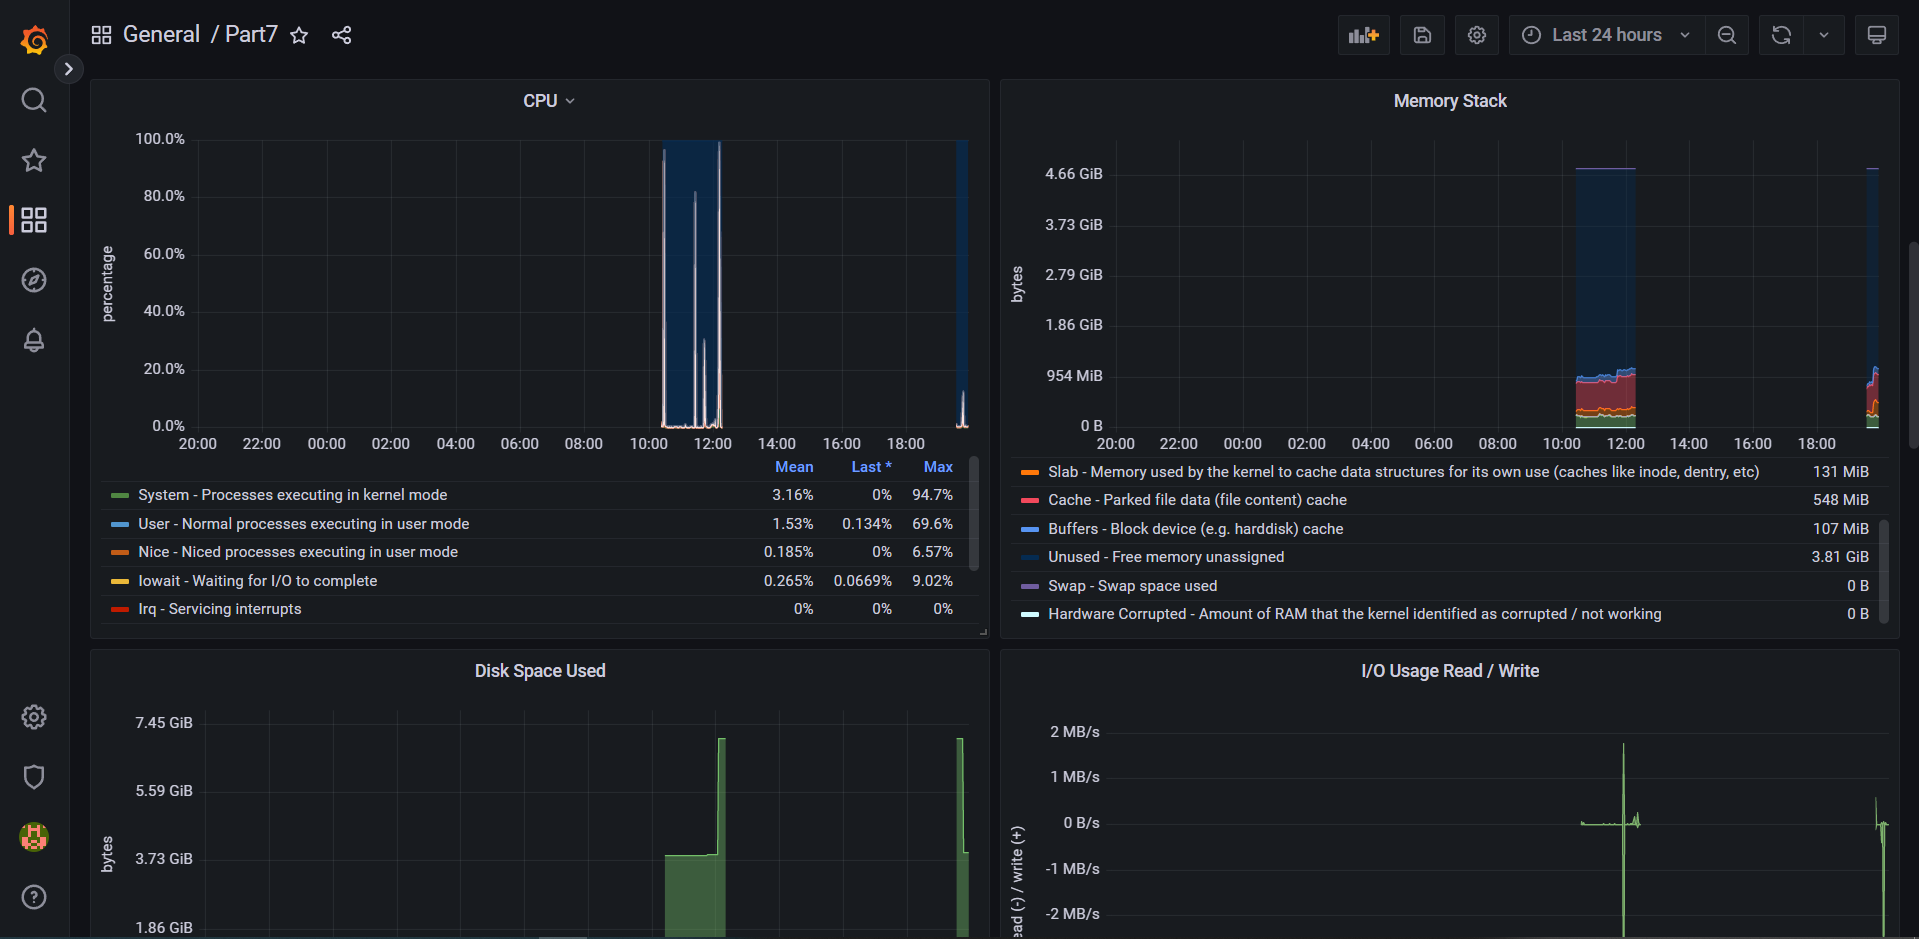 General / Part7
Last 24 hours
CPU
percentage
100.0%
80.0%
60.0%
40.0%
20.0%
0.0%
20:00 22:00 00:00 02:00 04:00 06:00 08:00 10:00 12:00 14:00 16:00 18:00
Mean Last * Max
System - Processes executing in kernel mode 3.16% 0% 94.7%
User - Normal processes executing in user mode 1.53% 0.134% 69.6%
Nice - Niced processes executing in user mode 0.185% 0% 6.57%
Iowait - Waiting for I/O to complete 0.265% 0.0669% 9.02%
Irq - Servicing interrupts 0% 0% 0%
Memory Stack
bytes
4.66 GiB
3.73 GiB
2.79 GiB
1.86 GiB
954 MiB
0 B
20:00 22:00 00:00 02:00 04:00 06:00 08:00 10:00 12:00 14:00 16:00 18:00
Slab - Memory used by the kernel to cache data structures for its own use (caches like inode, dentry, etc) 131 MiB
Cache - Parked file data (file content) cache 548 MiB
Buffers - Block device (e.g. harddisk) cache 107 MiB
Unused - Free memory unassigned 3.81 GiB
Swap - Swap space used 0 B
Hardware Corrupted - Amount of RAM that the kernel identified as corrupted / not working 0 B
Disk Space Used
bytes
7.45 GiB
5.59 GiB
3.73 GiB
1.86 GiB
I/O Usage Read / Write
ead (-) / write (+)
2 MB/s
1 MB/s
0 B/s
-1 MB/s
-2 MB/s